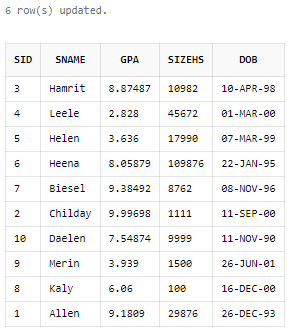 6 row(s) updated.
SID SNAME GPA SIZEHS DOB
3 Hamrit 8.87487 10982 10-APR-98
4 Leele 2.828 45672 01-MAR-00
5 Helen 3.636 17990 07-MAR-99
6 Heena 8.05879 109876 22-JAN-95
7 Biesel 9.38492 8762 08-NOV-96
2 Childay 9.99698 1111 11-SEP-00
10 Daelen 7.54874 9999 11-NOV-90
9 Merin 3.939 1500 26-JUN-01
8 Kaly 6.06 100 16-DEC-00
1 Allen 9.1809 29876 26-DEC-93